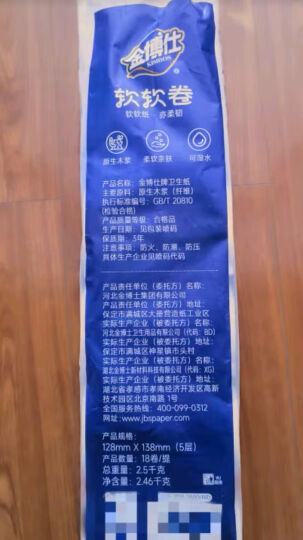 金博仕
KIMBOS
®
软软卷
软软纸·亦柔韧
原生木浆
柔软亲肤
可湿水
产品名称：金博仕牌卫生纸
主要原料：原生木浆（纤维）
执行标准编号：GB/T 20810
(检验合格)
产品质量等级：合格品
生产日期：见包装喷码
保质期：3年
注意事项：防火、防潮、防压
具体生产企业见喷码代码
产品责任单位（委托方）名称：
河北金博士集团有限公司
产品责任单位（委托方）地址：
保定市满城区大册营造纸工业区
实际生产企业（被委托方）名称：
河北金博士卫生用品有限公司（代码：BD）
实际生产企业（被委托方）地址：
保定市满城区神星镇市头村
实际生产企业（被委托方）名称：
湖北金博士新材料科技有限公司（代码：XG）
实际生产企业（被委托方）地址：
湖北省孝感市孝南经济开发区高新
技术园区北京南路 1号
全国服务热线：400-099-0312
网址：www.jbspaper.com
产品规格：
128mm X 138mm（5层）
产品数量：18卷/提
总重量：2.5千克
净含量：2.46千克